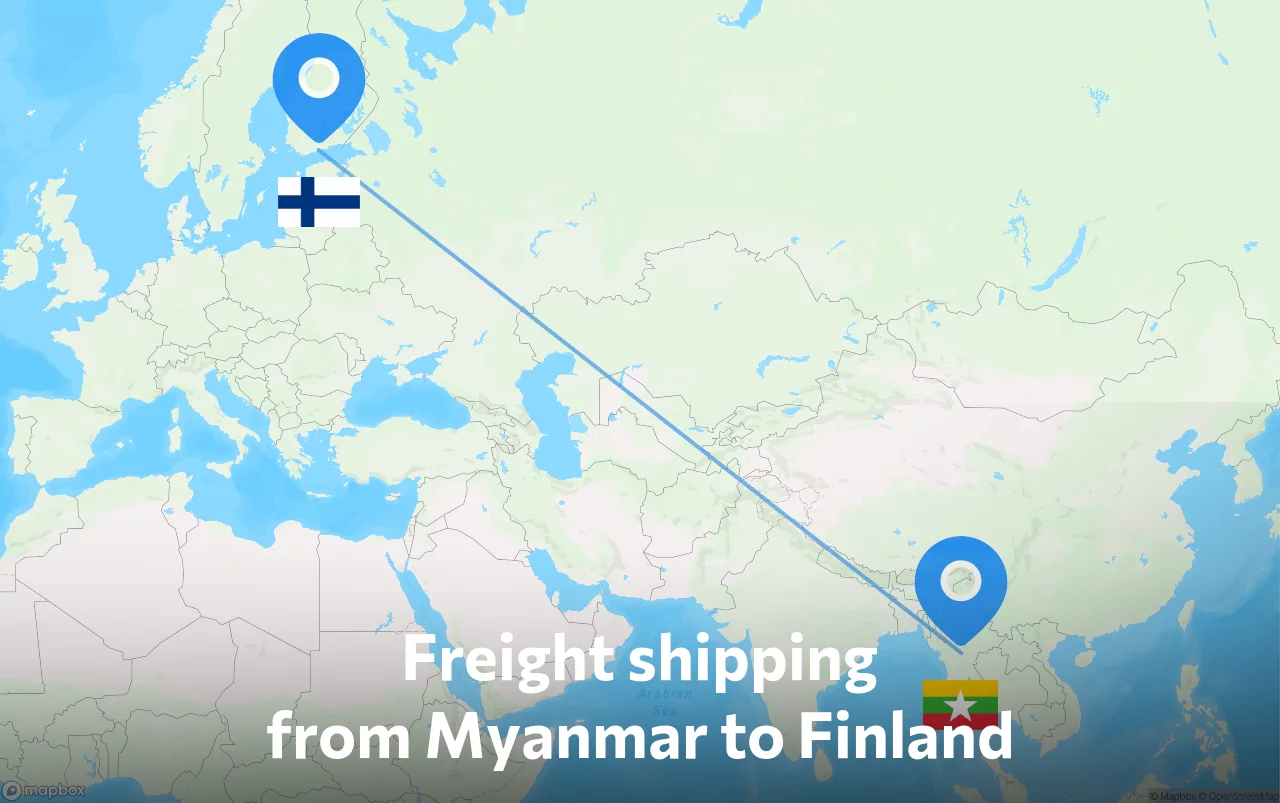 Freight shipping
Arabian
Sea
from Myanmar to Finland
mapbox
© Mapbox © OpenStreetMap